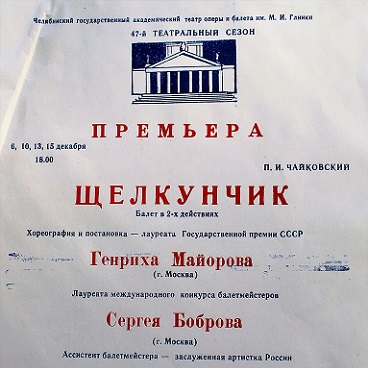 Челябинский государственный академический театр оперы и балета им. М. И. Глинки
47-й ТЕАТРАЛЬНЫЙ СЕЗОН
ПРЕМЬЕРА
6, 10, 13, 15 декабря
18.00
П. И. ЧАЙКОВСКИЙ
ЩЕЛКУНЧИК
Балет в 2-х действиях
Хореография и постановка — лауреата Государственной премии СССР
Генриха Майорова
(г. Москва)
Лауреата международного конкурса балетмейстеров
Сергея Боброва
(г. Москва)
Ассистент балетмейстера — заслуженная артистка России